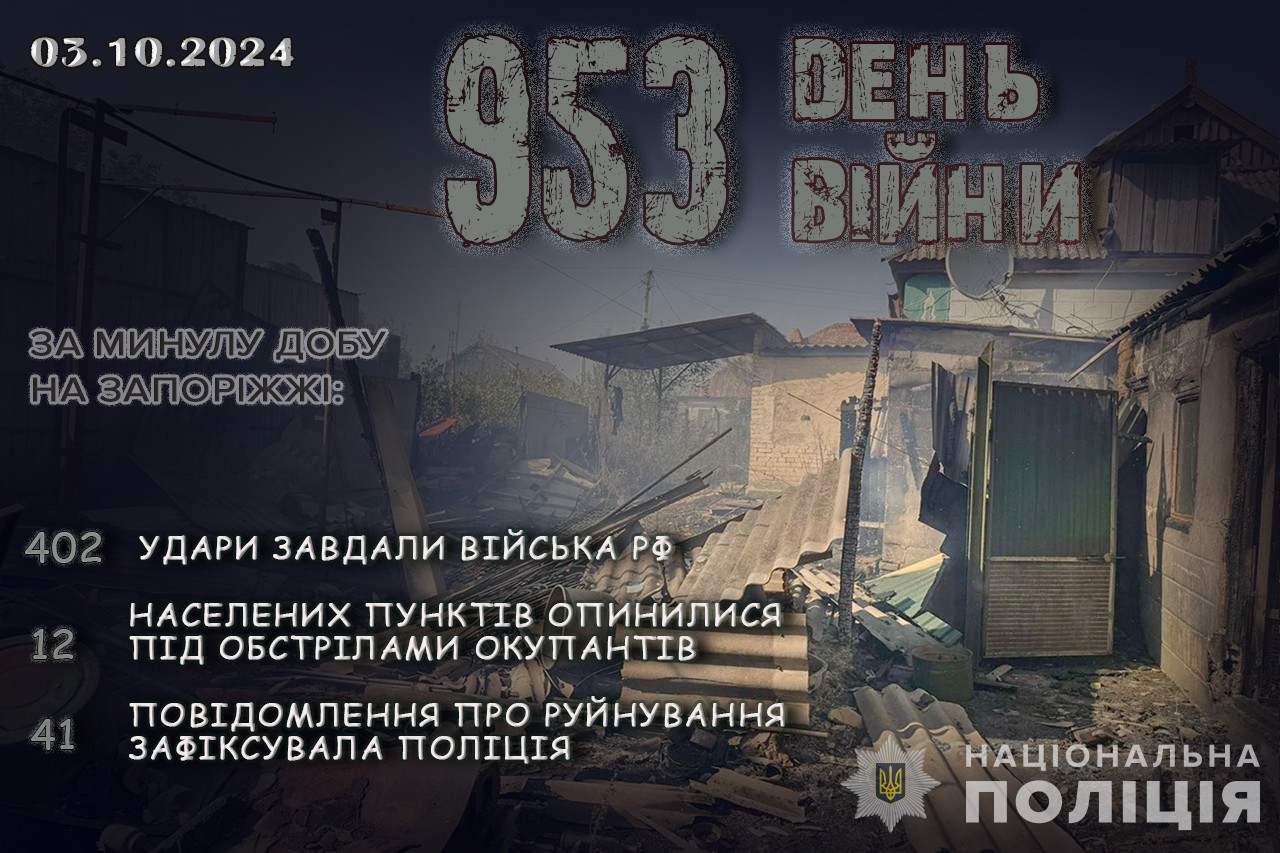 03.10.2024
953 ДЕНЬ
ВІЙНИ
ЗА МИНУЛУ ДОБУ
НА ЗАПОРІЖЖІ:
402 УДАРИ ЗАВДАЛИ ВІЙСЬКА РФ
12 НАСЕЛЕНИХ ПУНКТІВ ОПИНИЛИСЯ
ПІД ОБСТРІЛАМИ ОКУПАНТІВ
41 ПОВІДОМЛЕННЯ ПРО РУЙНУВАННЯ
ЗАФІКСУВАЛА ПОЛІЦІЯ
НАЦІОНАЛЬНА
ПОЛІЦІЯ